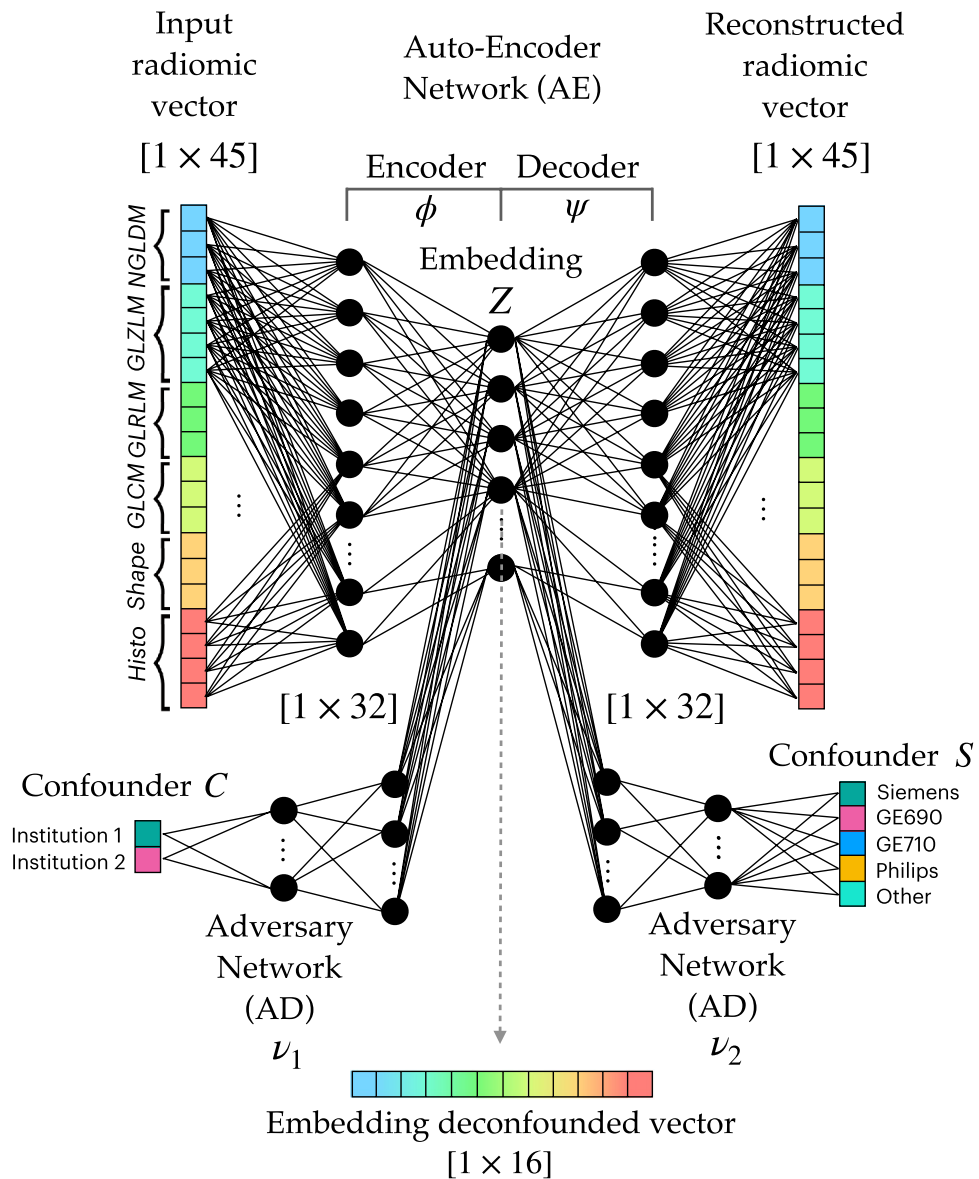 Input
radiomic
vector
[1 × 45]
Auto-Encoder
Network (AE)
Reconstructed
radiomic
vector
[1 × 45]
Encoder
ϕ
Decoder
ψ
Embedding
Z
NGLDM
GLZLM
GLRLM
GLCM
Shape
Histo
[1 × 32]
[1 × 32]
Confounder C
Institution 1
Institution 2
Confounder S
Siemens
GE690
GE710
Philips
Other
Adversary
Network
(AD)
ν1
Adversary
Network
(AD)
ν2
Embedding deconfounded vector
[1 × 16]